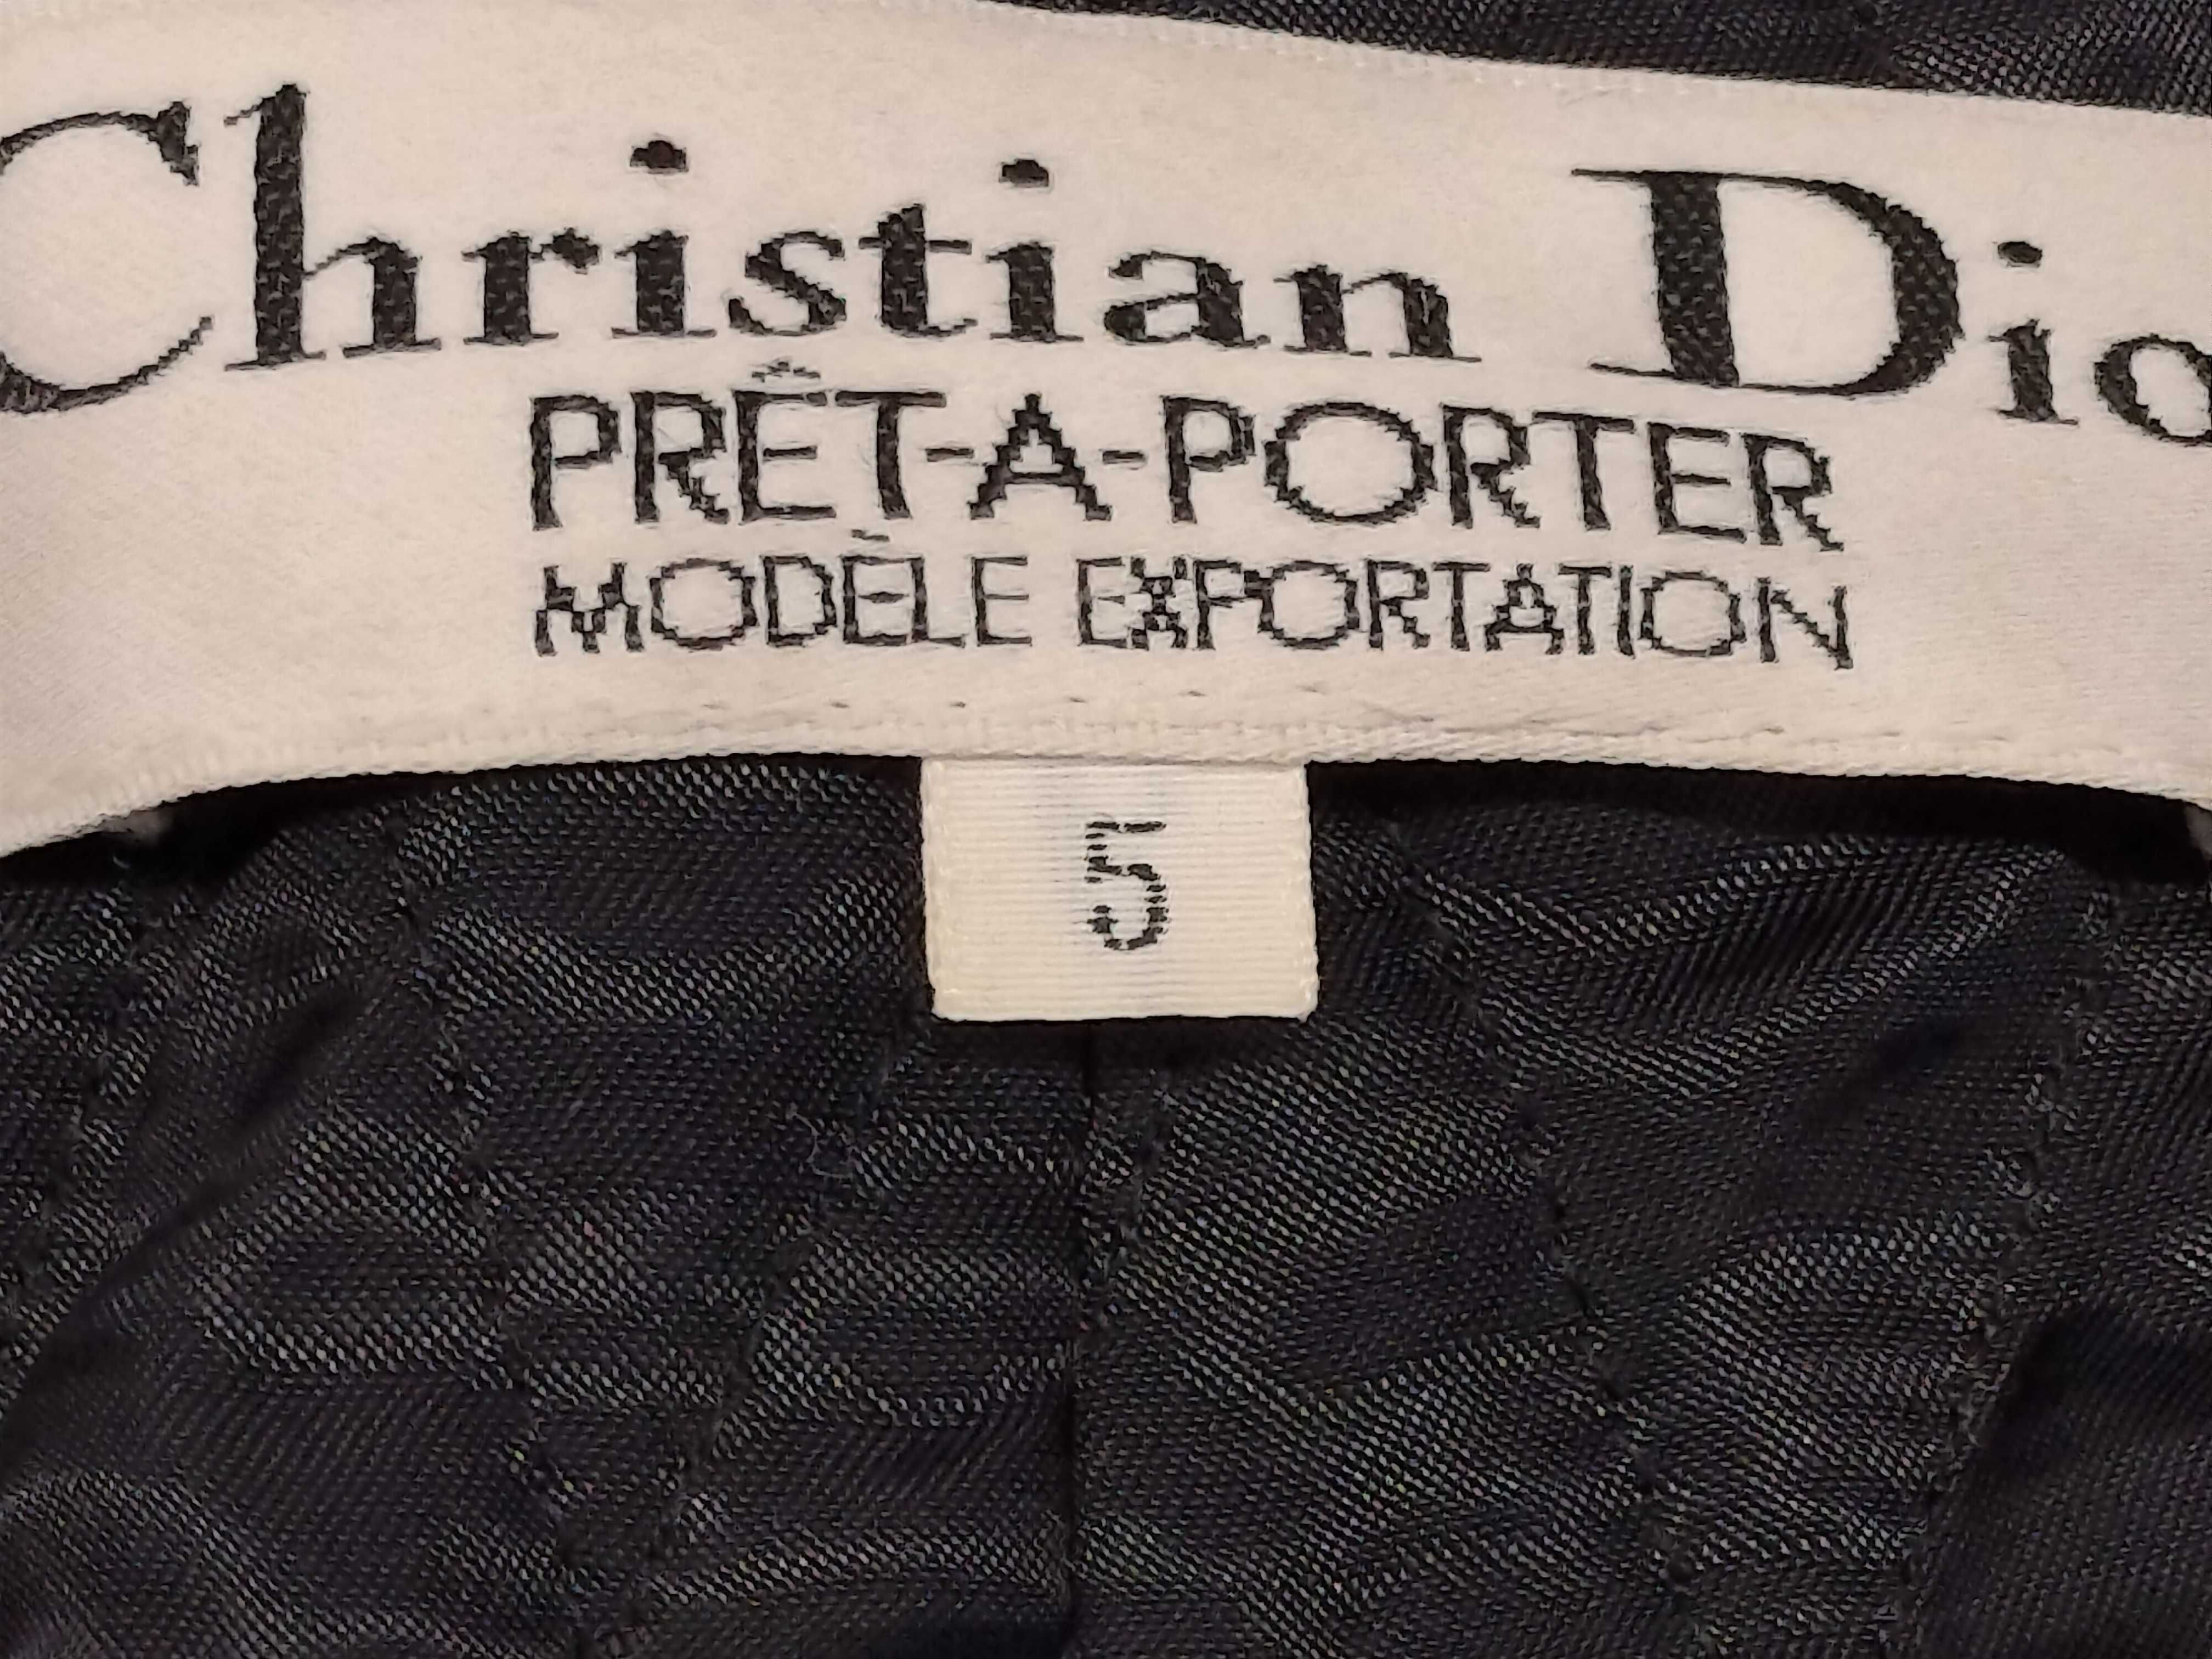 Christian Dio
PRÊT-A-PORTER
MODÈLE EXPORTATION
5